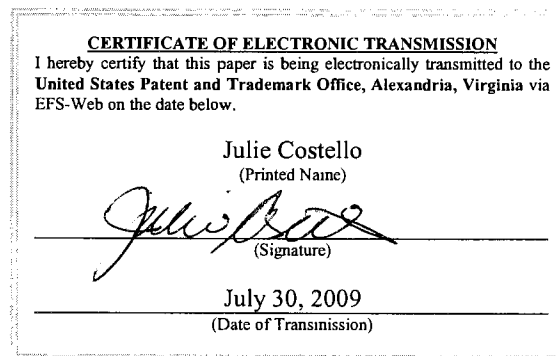 CERTIFICATE OF ELECTRONIC TRANSMISSION
I hereby certify that this paper is being electronically transmitted to the
United States Patent and Trademark Office, Alexandria, Virginia via
EFS-Web on the date below.
Julie Costello
(Printed Name)
(Signature)
July 30, 2009
(Date of Transmission)